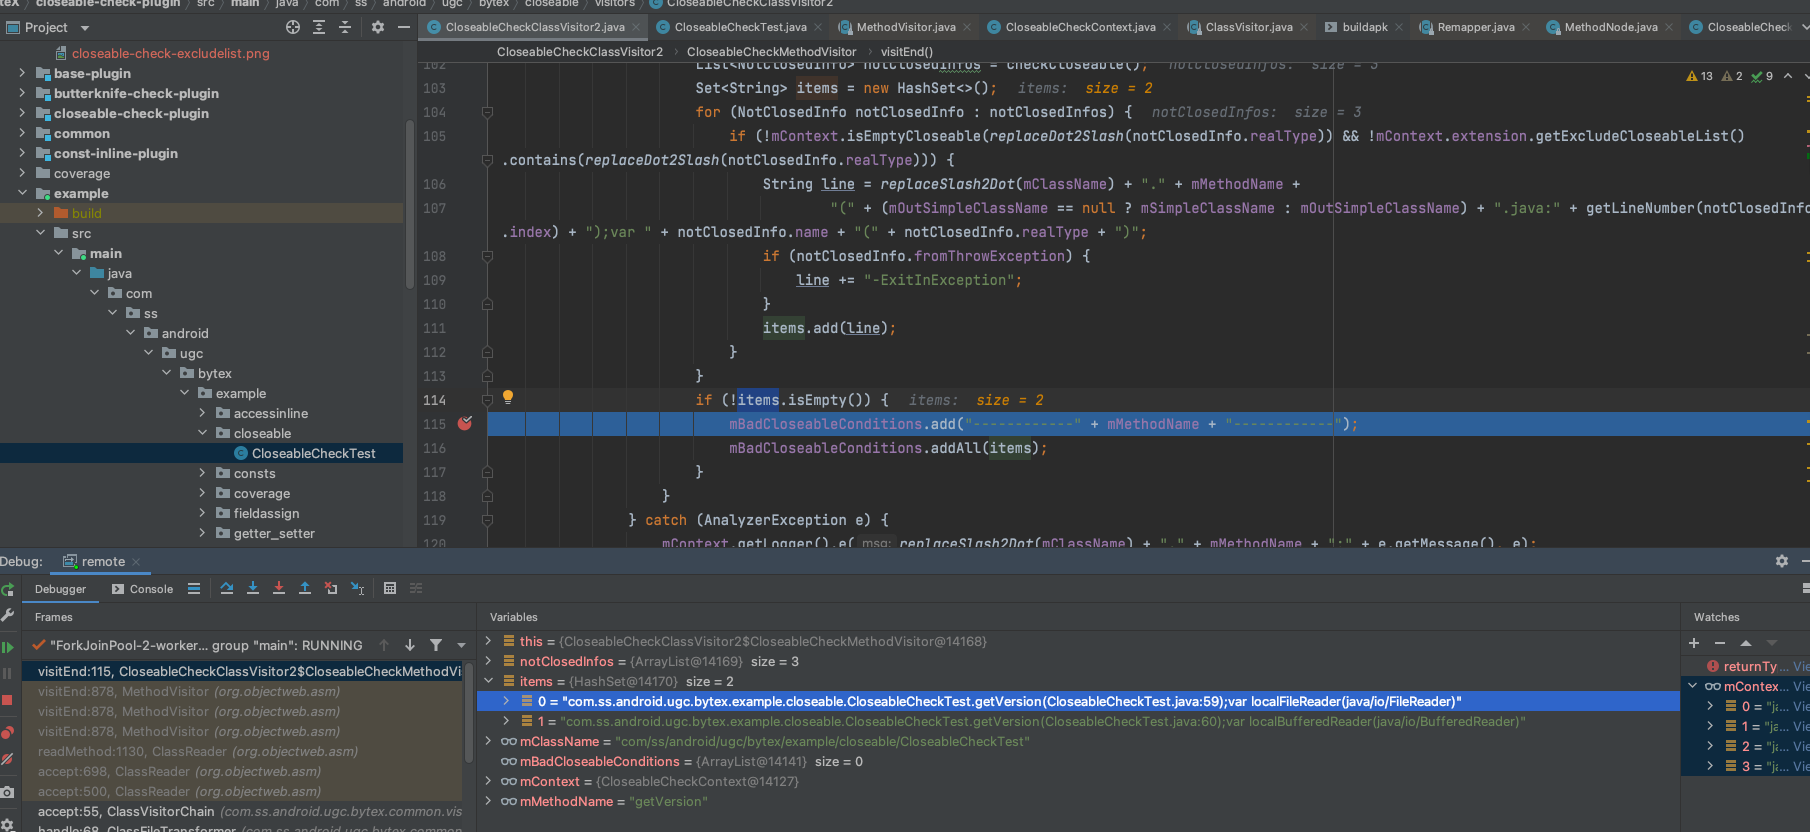 closeable-check-plugin › src › main › java › com › ss › android › ugc › bytex › closeable › visitors › CloseableCheckClassVisitor2
Project
CloseableCheckClassVisitor2.java × CloseableCheckTest.java × MethodVisitor.java × CloseableCheckContext.java × ClassVisitor.java × buildapk × Remapper.java × MethodNode.java × CloseableCheck
CloseableCheckClassVisitor2 › CloseableCheckMethodVisitor › visitEnd()
13 2 9
closeable-check-excludelist.png
base-plugin
butterknife-check-plugin
closeable-check-plugin
common
const-inline-plugin
coverage
example
build
src
main
java
com
ss
android
ugc
bytex
example
accessinline
closeable
CloseableCheckTest
consts
coverage
fieldassign
getter_setter
102 List<NotClosedInfo> notClosedInfos = checkCloseable(); notClosedInfos: size = 3
103 Set<String> items = new HashSet<>(); items: size = 2
104 for (NotClosedInfo notClosedInfo : notClosedInfos) { notClosedInfos: size = 3
105 if (!mContext.isEmptyCloseable(replaceDot2Slash(notClosedInfo.realType)) && !mContext.extension.getExcludeCloseableList()
.contains(replaceDot2Slash(notClosedInfo.realType))) {
106 String line = replaceSlash2Dot(mClassName) + "." + mMethodName +
107 "(" + (mOutSimpleClassName == null ? mSimpleClassName : mOutSimpleClassName) + ".java:" + getLineNumber(notClosedInfo
.index) + ");var " + notClosedInfo.name + "(" + notClosedInfo.realType + ")";
108 if (notClosedInfo.fromThrowException) {
109 line += "-ExitInException";
110 }
111 items.add(line);
112 }
113 }
114 if (!items.isEmpty()) { items: size = 2
115 mBadCloseableConditions.add("------------" + mMethodName + "------------");
116 mBadCloseableConditions.addAll(items);
117 }
118 }
119 } catch (AnalyzerException e) {
120 mContext.getLogger().e( msg: replaceSlash2Dot(mClassName) + "." + mMethodName + ":" + e.getMessage(), e);
Debug: remote ×
Debugger Console
Frames
"ForkJoinPool-2-worker... group "main": RUNNING
visitEnd:115, CloseableCheckClassVisitor2$CloseableCheckMethodVi
visitEnd:878, MethodVisitor (org.objectweb.asm)
visitEnd:878, MethodVisitor (org.objectweb.asm)
visitEnd:878, MethodVisitor (org.objectweb.asm)
readMethod:1130, ClassReader (org.objectweb.asm)
accept:698, ClassReader (org.objectweb.asm)
accept:500, ClassReader (org.objectweb.asm)
accept:55, ClassVisitorChain (com.ss.android.ugc.bytex.common.vis
handle:68, ClassFileTransformer (com.ss.android.ugc.bytex.common
Variables
this = {CloseableCheckClassVisitor2$CloseableCheckMethodVisitor@14168}
notClosedInfos = {ArrayList@14169} size = 3
items = {HashSet@14170} size = 2
0 = "com.ss.android.ugc.bytex.example.closeable.CloseableCheckTest.getVersion(CloseableCheckTest.java:59);var localFileReader(java/io/FileReader)"
1 = "com.ss.android.ugc.bytex.example.closeable.CloseableCheckTest.getVersion(CloseableCheckTest.java:60);var localBufferedReader(java/io/BufferedReader)"
mClassName = "com/ss/android/ugc/bytex/example/closeable/CloseableCheckTest"
mBadCloseableConditions = {ArrayList@14141} size = 0
mContext = {CloseableCheckContext@14127}
mMethodName = "getVersion"
Watches
returnTy... Vie
mContex... Vie
0 = "ja... Vie
1 = "ja... Vie
2 = "ja... Vie
3 = "ja... Vie